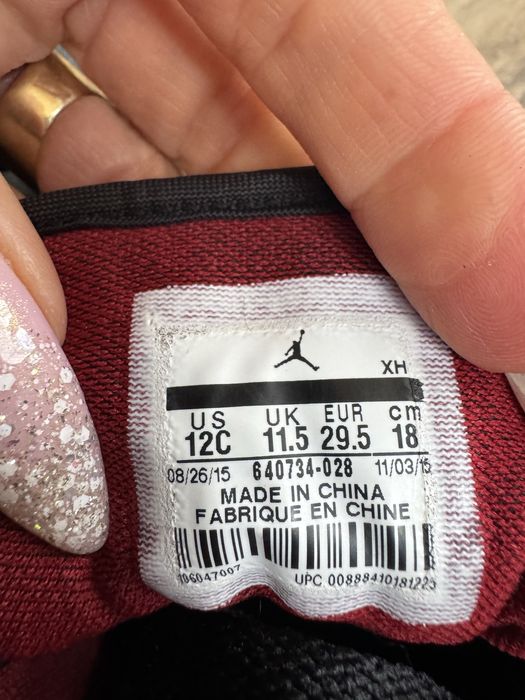 XH
US UK EUR cm
12C 11.5 29.5 18
08/26/15 640734-028 11/03/15
MADE IN CHINA
FABRIQUE EN CHINE
106047007
UPC 00888410181223